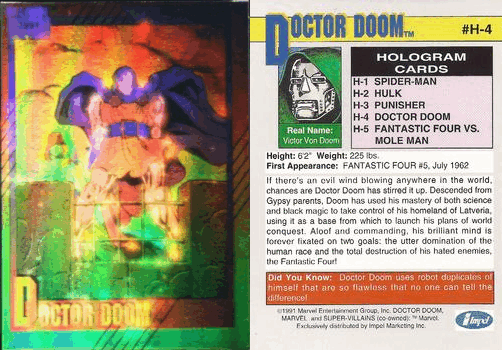 1991
DOCTOR DOOM
DOCTOR DOOM™
#H-4
HOLOGRAM
CARDS
H-1 SPIDER-MAN
H-2 HULK
H-3 PUNISHER
H-4 DOCTOR DOOM
H-5 FANTASTIC FOUR VS.
MOLE MAN
Real Name:
Victor Von Doom
Height: 6'2" Weight: 225 lbs.
First Appearance: FANTASTIC FOUR #5, July 1962
If there's an evil wind blowing anywhere in the world,
chances are Doctor Doom has stirred it up. Descended from
Gypsy parents, Doom has used his mastery of both science
and black magic to take control of his homeland of Latveria,
using it as a base from which to launch his plans of world
conquest. Aloof and commanding, his brilliant mind is
forever fixated on two goals: the utter domination of the
human race and the total destruction of his hated enemies,
the Fantastic Four!
Did You Know: Doctor Doom uses robot duplicates of
himself that are so flawless that no one can tell the
difference!
©1991 Marvel Entertainment Group, Inc. DOCTOR DOOM,
MARVEL and SUPER-VILLAINS (co-owned): ™ Marvel.
Exclusively distributed by Impel Marketing Inc.
Impel